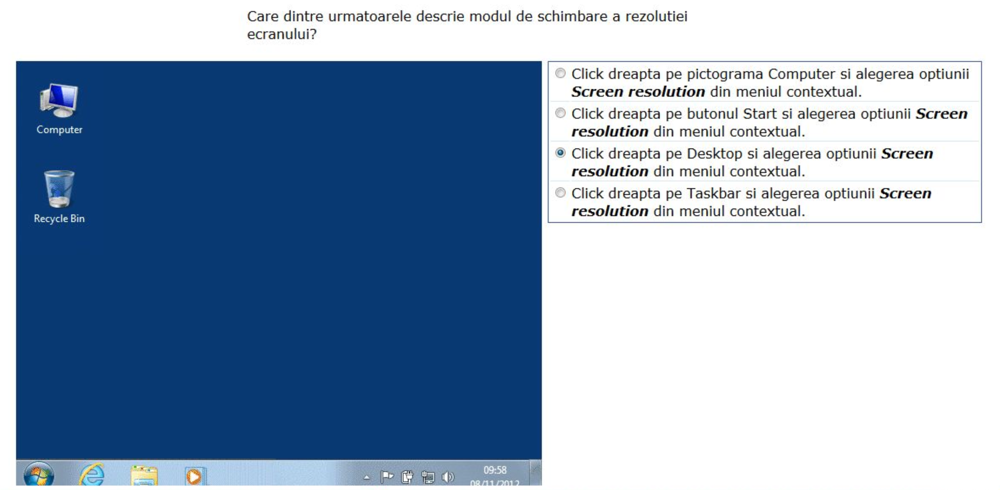 Care dintre urmatoarele descrie modul de schimbare a rezolutiei
ecranului?
Computer
Recycle Bin
09:58
08/11/2012
Click dreapta pe pictograma Computer si alegerea optiunii
Screen resolution din meniul contextual.
Click dreapta pe butonul Start si alegerea optiunii Screen
resolution din meniul contextual.
Click dreapta pe Desktop si alegerea optiunii Screen
resolution din meniul contextual.
Click dreapta pe Taskbar si alegerea optiunii Screen
resolution din meniul contextual.